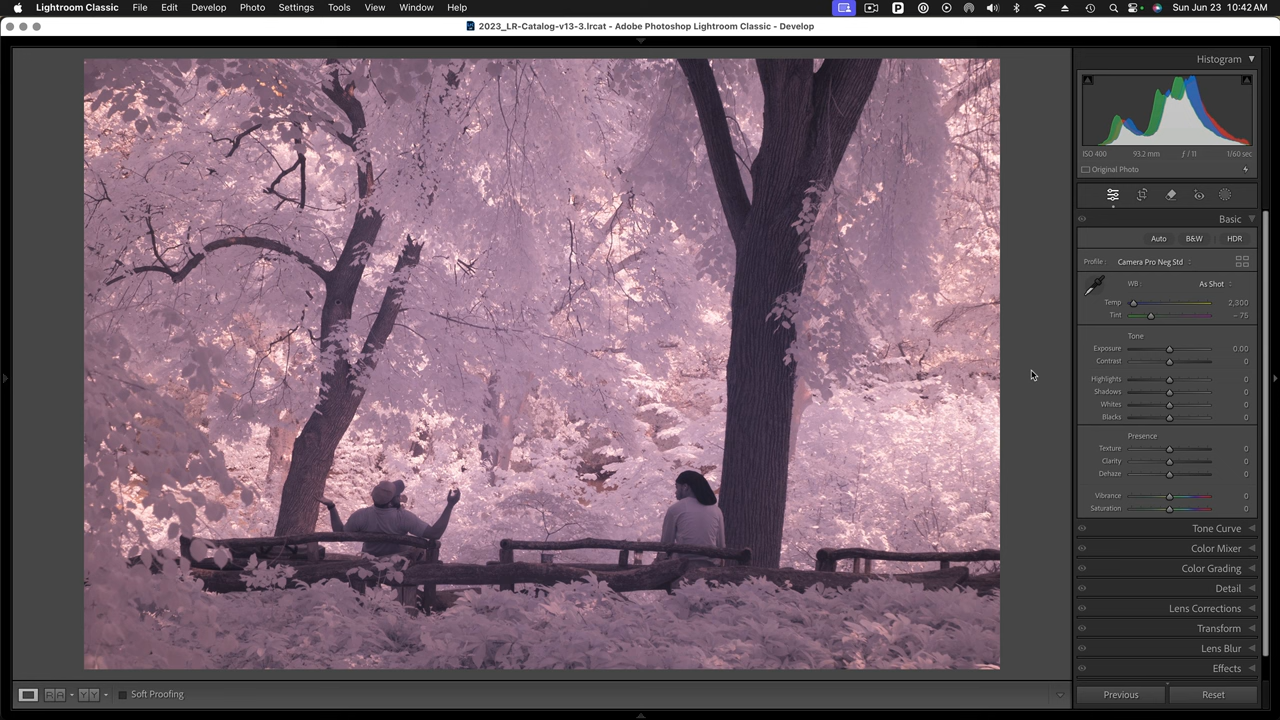 Lightroom Classic File Edit Develop Photo Settings Tools View Window Help Sun Jun 23 10:42 AM
2023_LR-Catalog-v13-3.lrcat - Adobe Photoshop Lightroom Classic - Develop
Histogram
ISO 400 93.2 mm ƒ / 11 1/60 sec
Original Photo
Basic
Auto B&W HDR
Profile : Camera Pro Neg Std
WB : As Shot
Temp 2,300
Tint – 75
Tone
Exposure 0.00
Contrast 0
Highlights 0
Shadows 0
Whites 0
Blacks 0
Presence
Texture 0
Clarity 0
Dehaze 0
Vibrance 0
Saturation 0
Tone Curve
Color Mixer
Color Grading
Detail
Lens Corrections
Transform
Lens Blur
Effects
Soft Proofing
Previous Reset